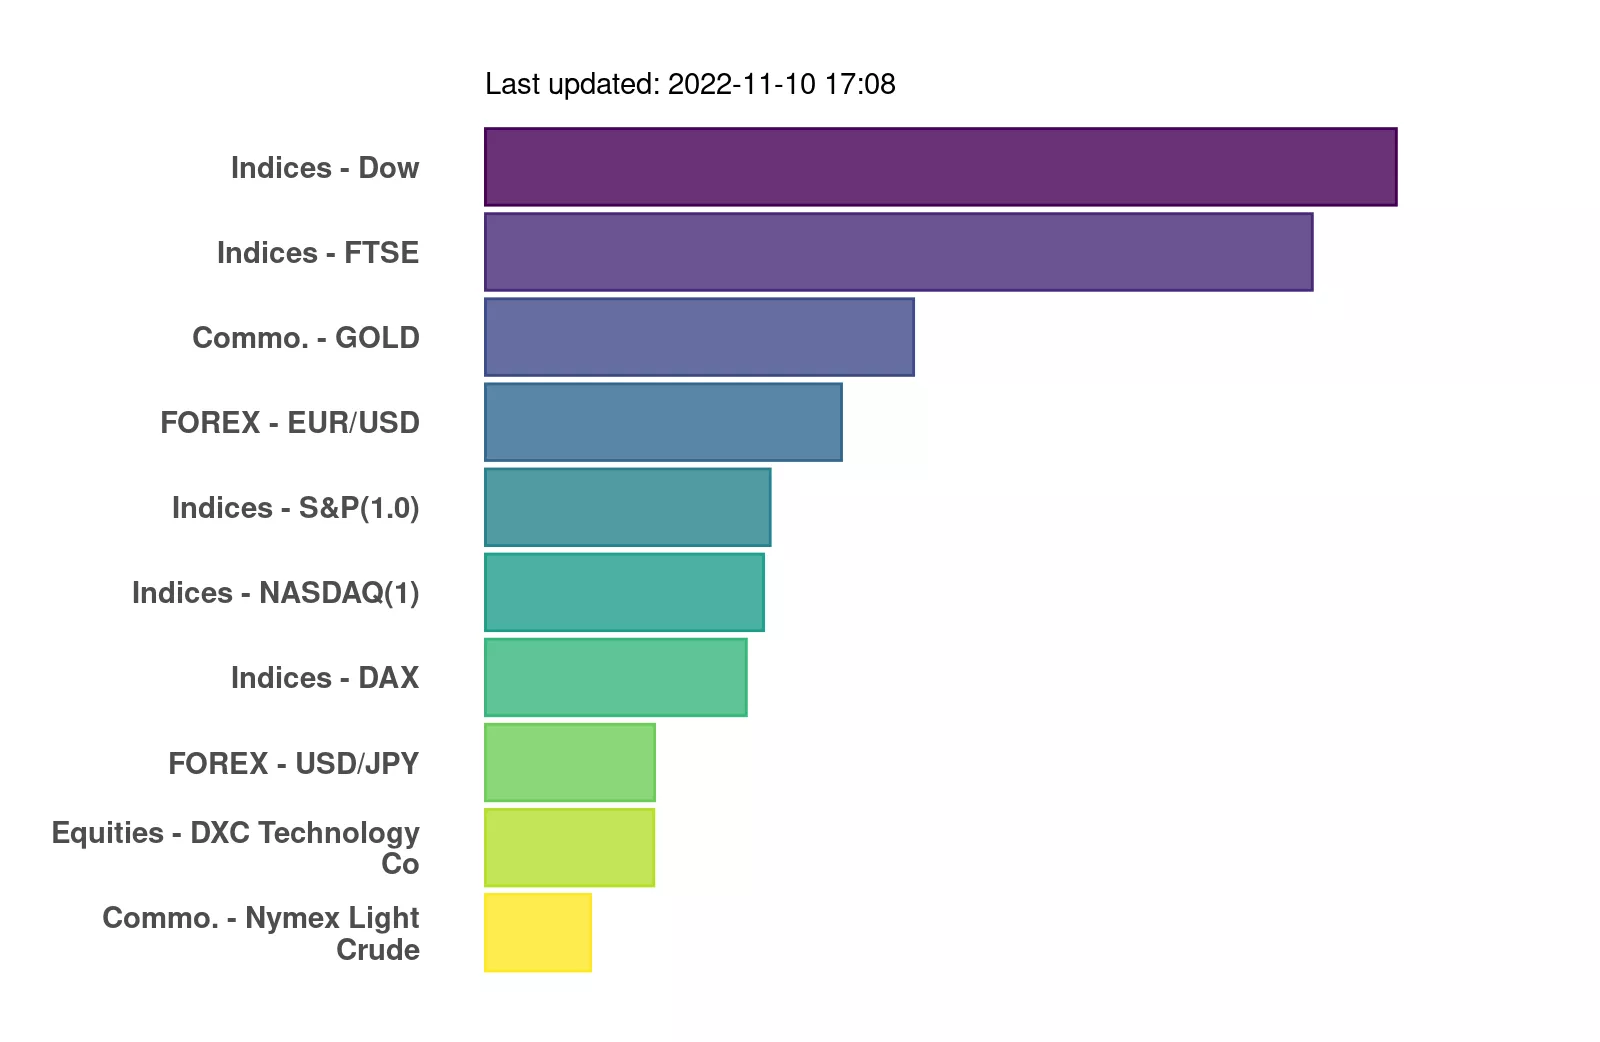 Last updated: 2022-11-10 17:08
Indices - Dow
Indices - FTSE
Commo. - GOLD
FOREX - EUR/USD
Indices - S&P(1.0)
Indices - NASDAQ(1)
Indices - DAX
FOREX - USD/JPY
Equities - DXC Technology
Co
Commo. - Nymex Light
Crude